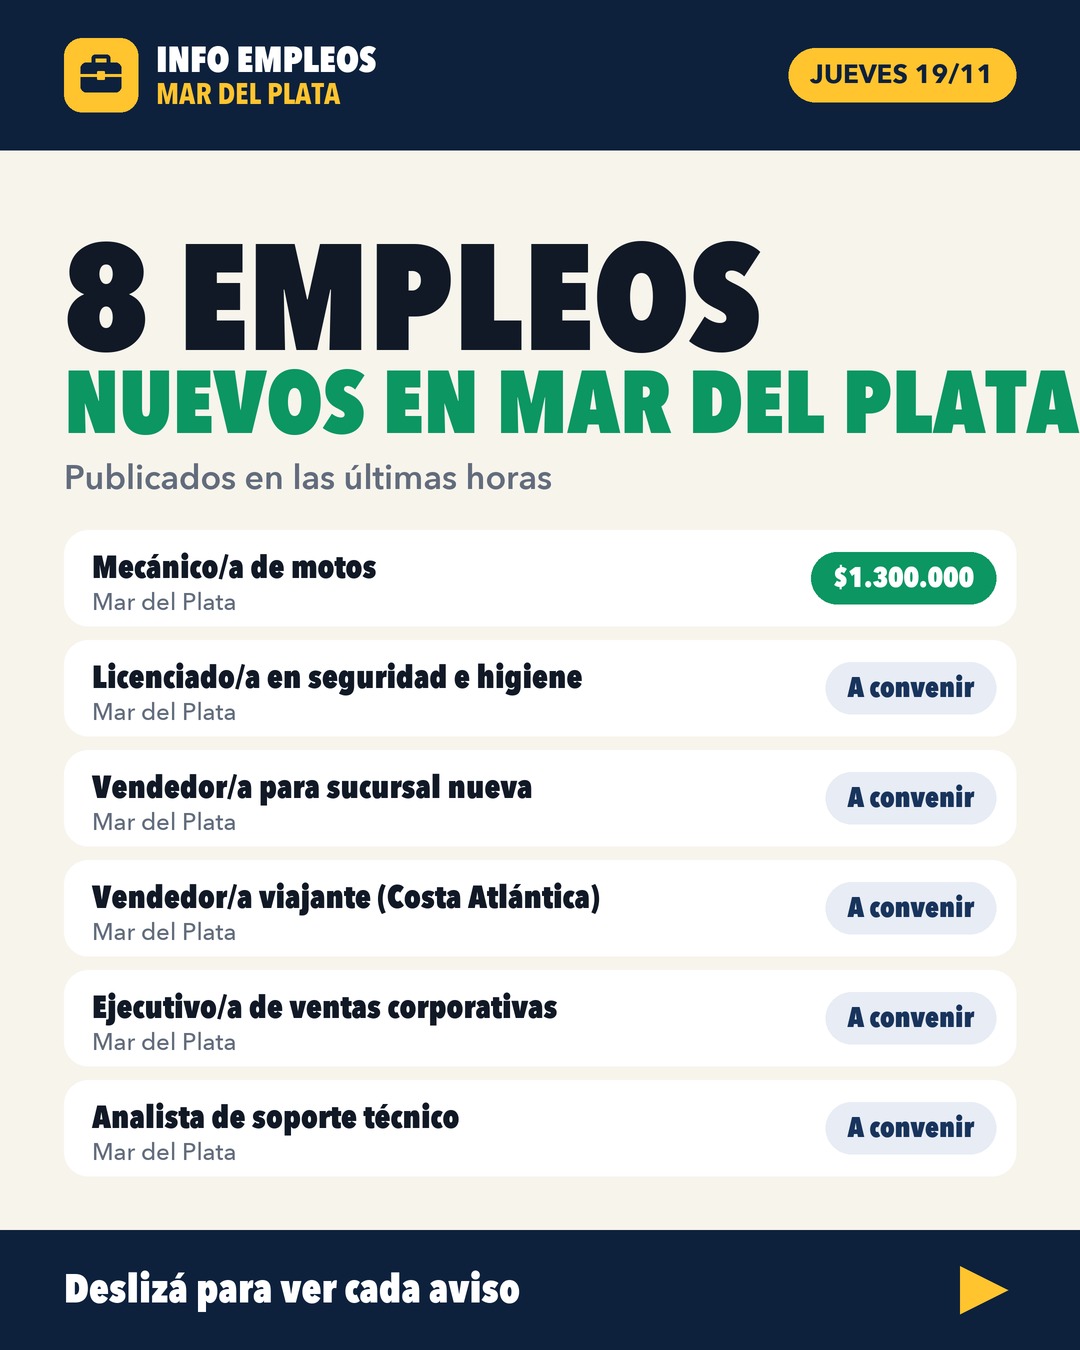 INFO EMPLEOS
MAR DEL PLATA
JUEVES 19/11
8 EMPLEOS
NUEVOS EN MAR DEL PLATA
Publicados en las últimas horas
Mecánico/a de motos
Mar del Plata
$1.300.000
Licenciado/a en seguridad e higiene
Mar del Plata
A convenir
Vendedor/a para sucursal nueva
Mar del Plata
A convenir
Vendedor/a viajante (Costa Atlántica)
Mar del Plata
A convenir
Ejecutivo/a de ventas corporativas
Mar del Plata
A convenir
Analista de soporte técnico
Mar del Plata
A convenir
Deslizá para ver cada aviso